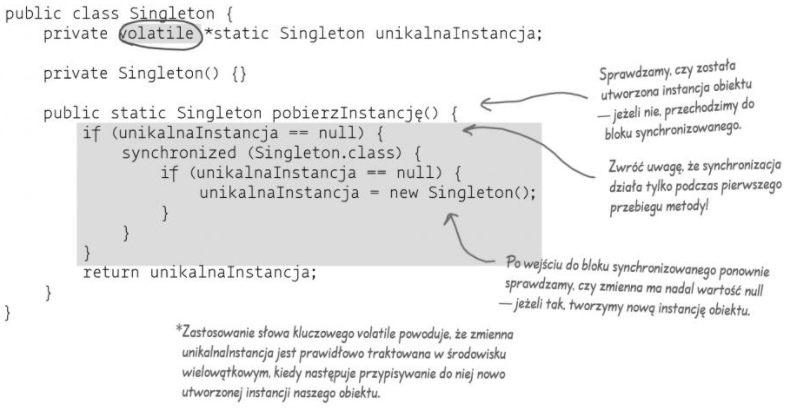 public class Singleton {
private volatile *static Singleton unikalnaInstancja;
private Singleton() {}
public static Singleton pobierzInstancję() {
if (unikalnaInstancja == null) {
synchronized (Singleton.class) {
if (unikalnaInstancja == null) {
unikalnaInstancja = new Singleton();
}
}
}
return unikalnaInstancja;
}
}
Sprawdzamy, czy została
utworzona instancja obiektu
— jeżeli nie, przechodzimy do
bloku synchronizowanego.
Zwróć uwagę, że synchronizacja
działa tylko podczas pierwszego
przebiegu metody!
Po wejściu do bloku synchronizowanego ponownie
sprawdzamy, czy zmienna ma nadal wartość null
— jeżeli tak, tworzymy nową instancję obiektu.
*Zastosowanie słowa kluczowego volatile powoduje, że zmienna
unikalnaInstancja jest prawidłowo traktowana w środowisku
wielowątkowym, kiedy następuje przypisywanie do niej nowo
utworzonej instancji naszego obiektu.